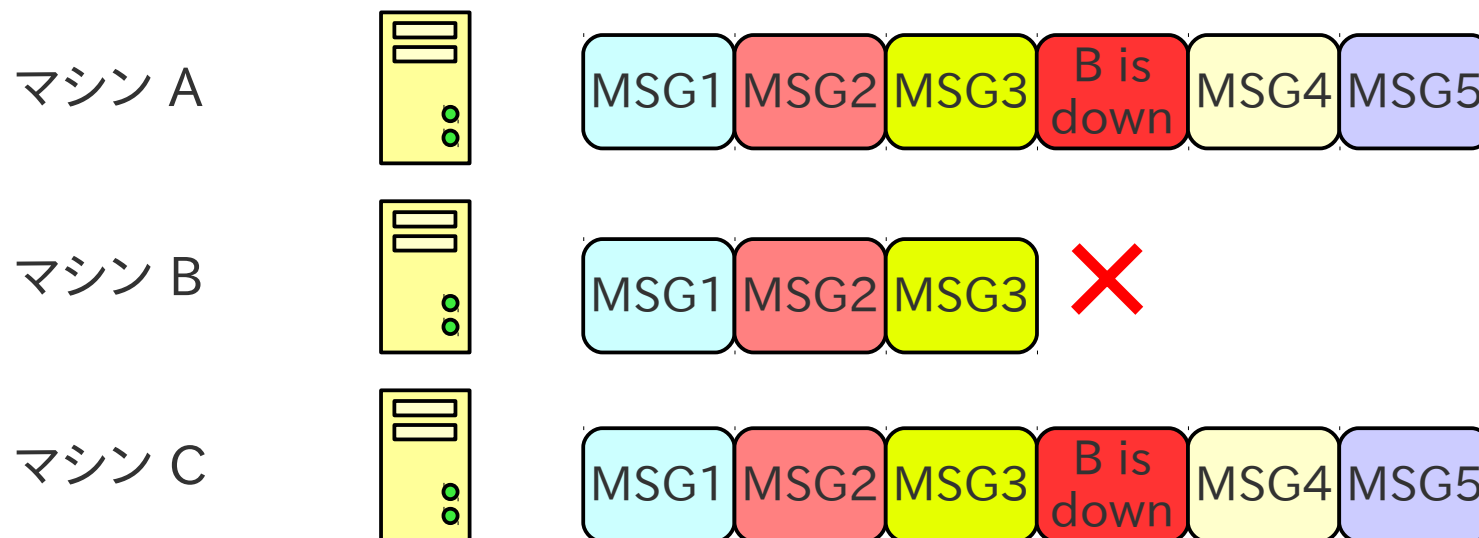 マシン A
MSG1 MSG2 MSG3 B is down MSG4 MSG5
マシン B
MSG1 MSG2 MSG3
マシン C
MSG1 MSG2 MSG3 B is down MSG4 MSG5